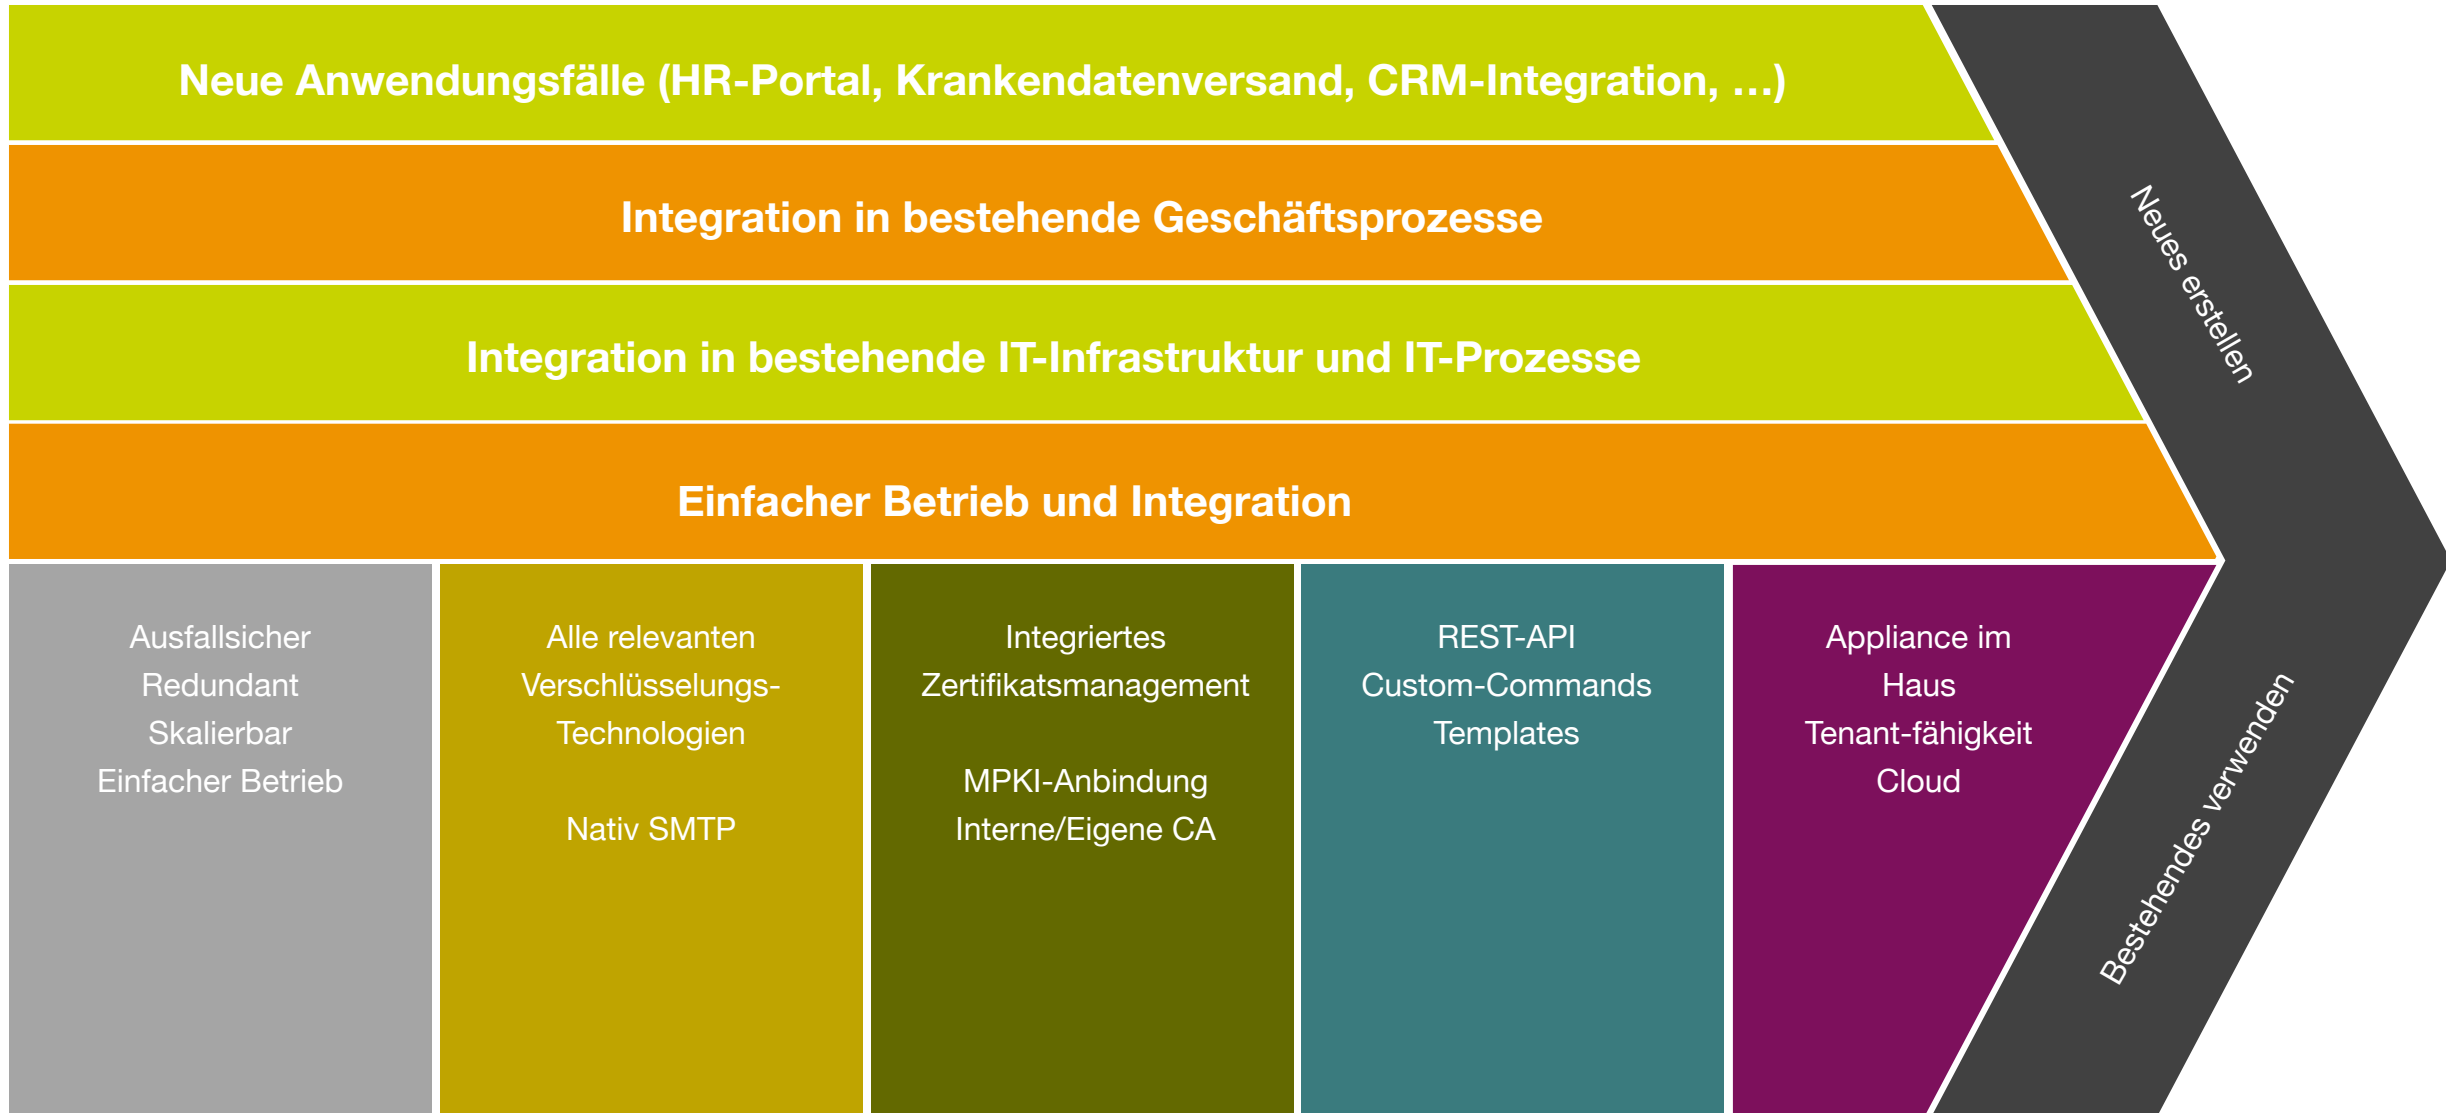 Neue Anwendungsfälle (HR-Portal, Krankendatenversand, CRM-Integration, …)
Integration in bestehende Geschäftsprozesse
Integration in bestehende IT-Infrastruktur und IT-Prozesse
Einfacher Betrieb und Integration
Neues erstellen
Ausfallsicher
Redundant
Skalierbar
Einfacher Betrieb
Alle relevanten
Verschlüsselungs-
Technologien
Nativ SMTP
Integriertes
Zertifikatsmanagement
MPKI-Anbindung
Interne/Eigene CA
REST-API
Custom-Commands
Templates
Appliance im
Haus
Tenant-fähigkeit
Cloud
Bestehendes verwenden